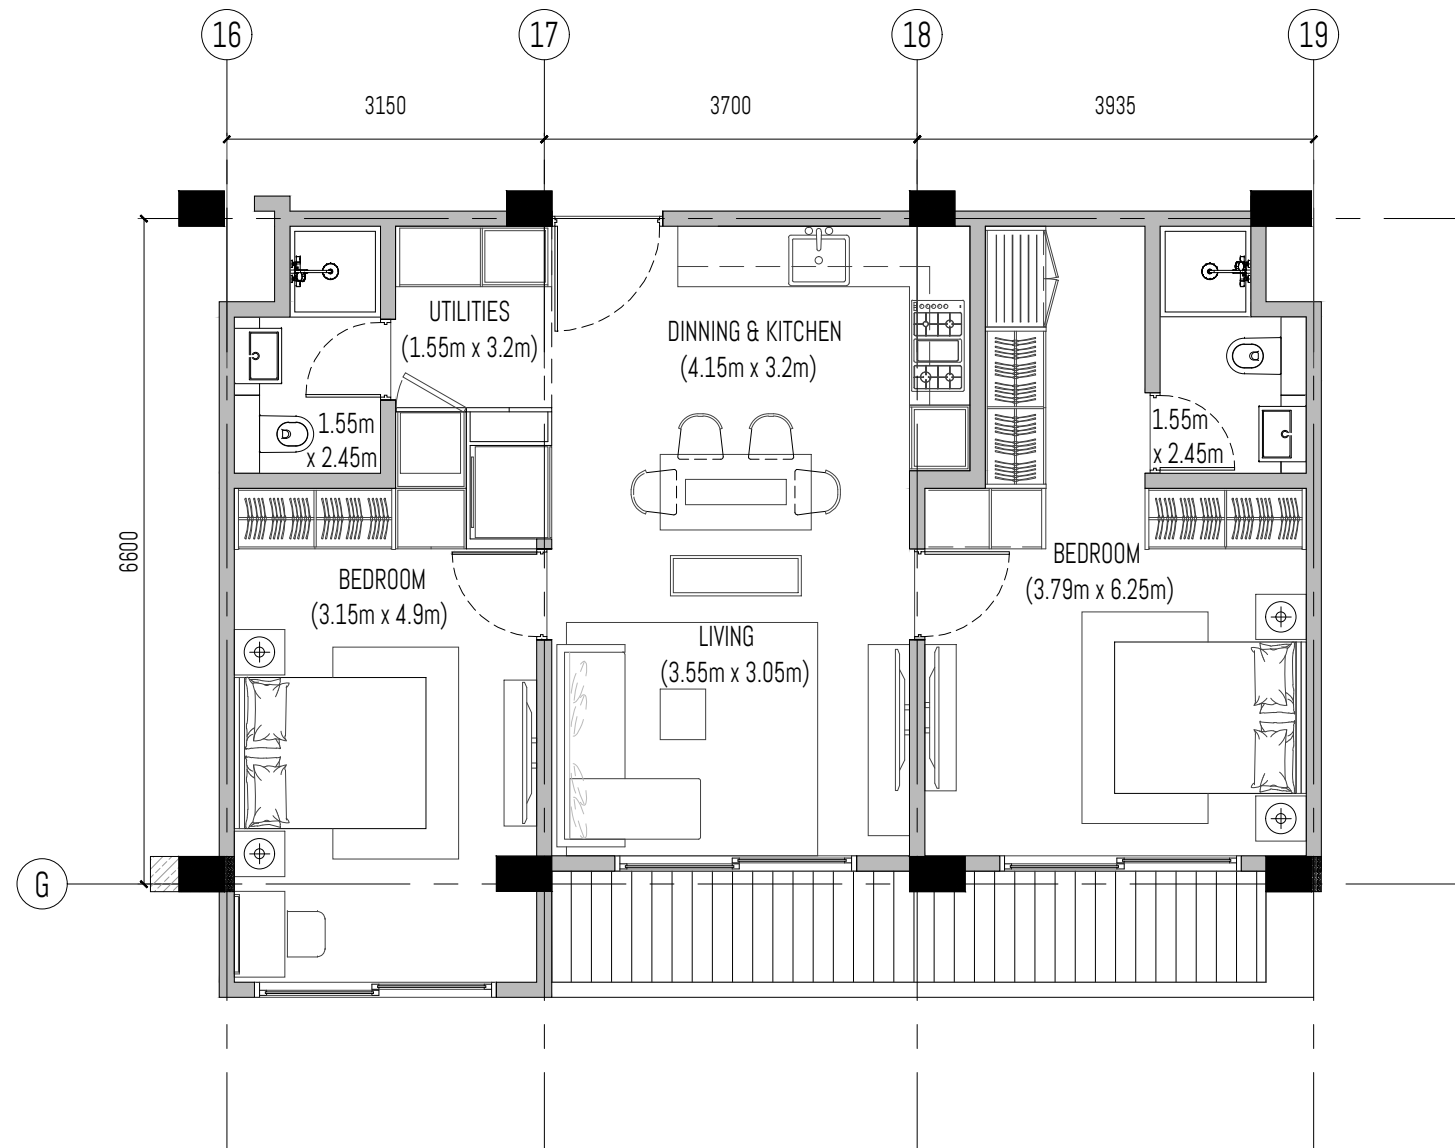 16
17
18
19
3150
3700
3935
UTILITIES
(1.55m x 3.2m)
DINNING & KITCHEN
(4.15m x 3.2m)
1.55m
x 2.45m
1.55m
x 2.45m
6600
BEDROOM
(3.15m x 4.9m)
BEDROOM
(3.79m x 6.25m)
LIVING
(3.55m x 3.05m)
G